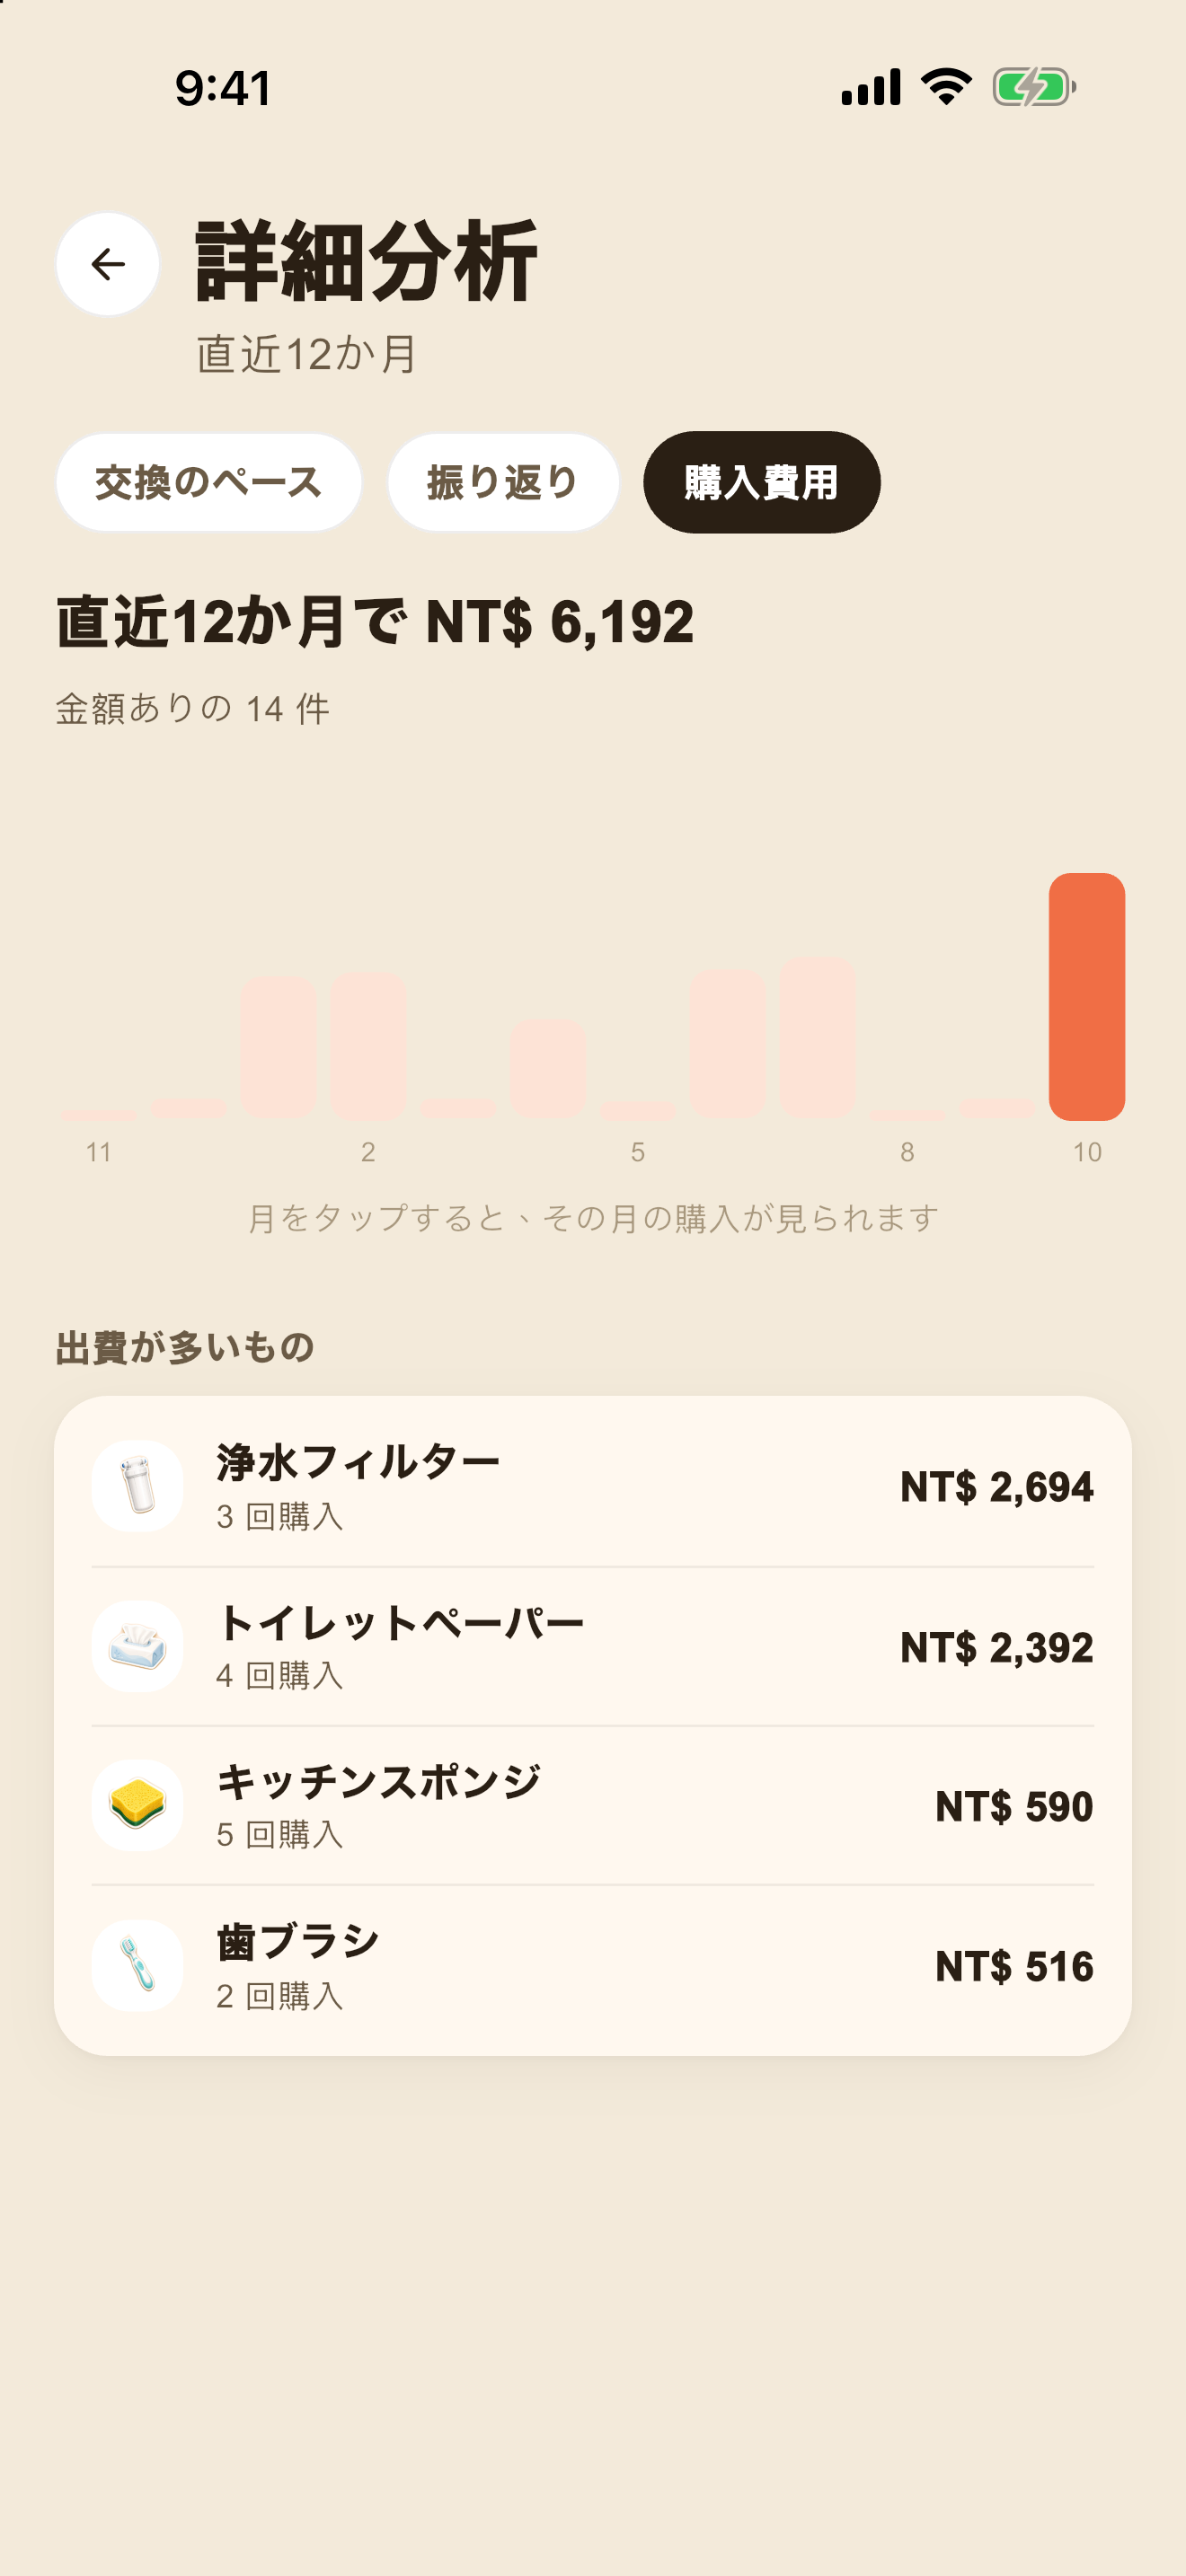 9:41
詳細分析
直近12か月
交換のペース 振り返り 購入費用
直近12か月で NT$ 6,192
金額ありの 14 件
11 2 5 8 10
月をタップすると、その月の購入が見られます
出費が多いもの
浄水フィルター
3 回購入
NT$ 2,694
トイレットペーパー
4 回購入
NT$ 2,392
キッチンスポンジ
5 回購入
NT$ 590
歯ブラシ
2 回購入
NT$ 516